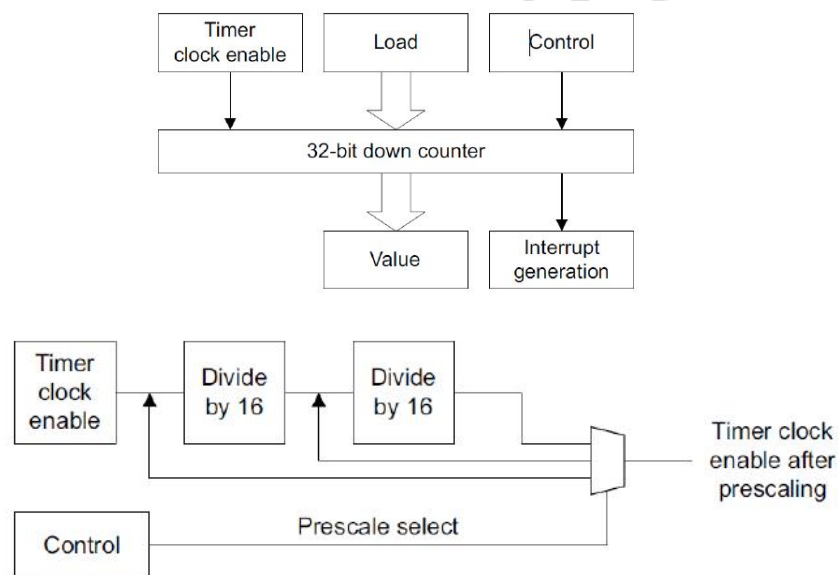 Timer
clock enable
Load
Control
32-bit down counter
Value
Interrupt
generation
Timer
clock
enable
Divide
by 16
Divide
by 16
Timer clock
enable after
prescaling
Prescale select
Control